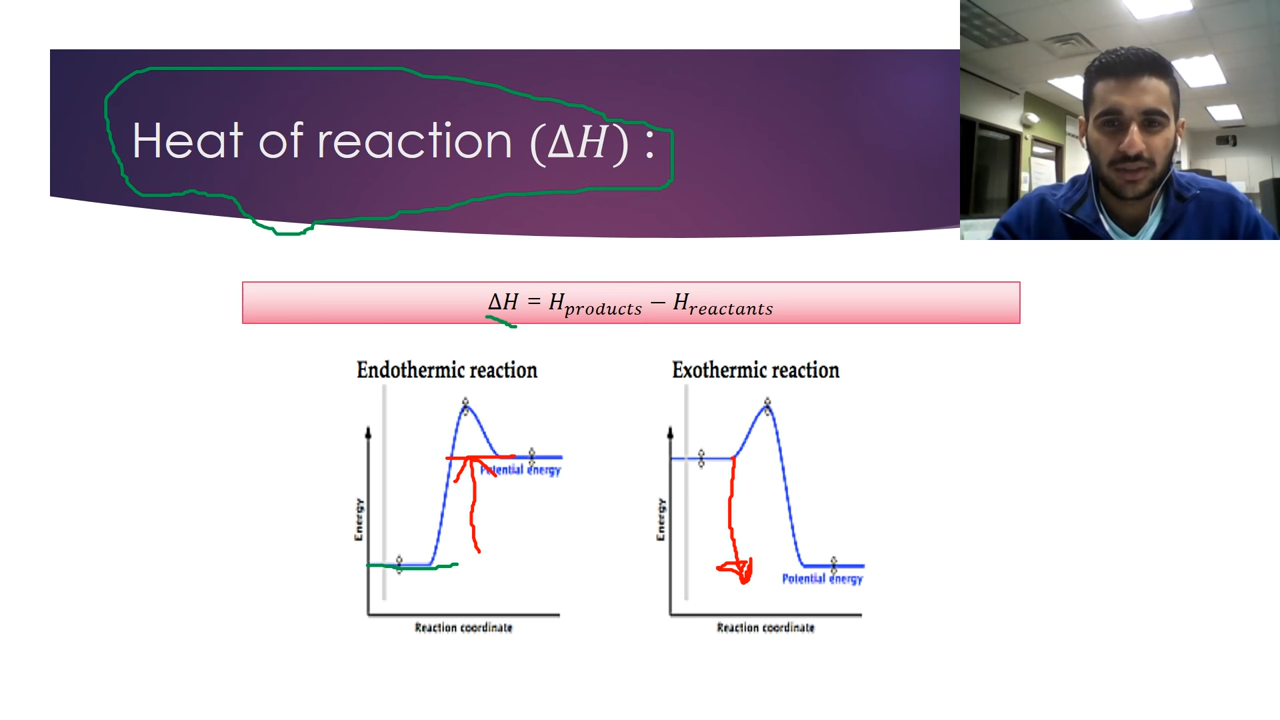 Heat of reaction (ΔH) :
ΔH = H_products − H_reactants
Endothermic reaction
Energy
Potential energy
Reaction coordinate
Exothermic reaction
Energy
Potential energy
Reaction coordinate